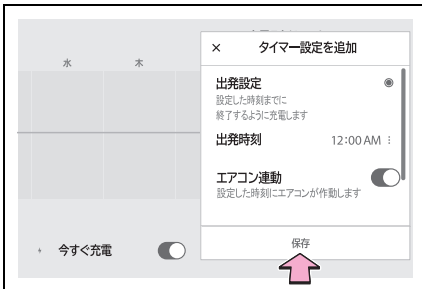 水 木
× タイマー設定を追加
出発設定
設定した時刻までに
終了するように充電します
出発時刻 12:00 AM
エアコン連動
設定した時刻にエアコンが作動します
今すぐ充電
保存